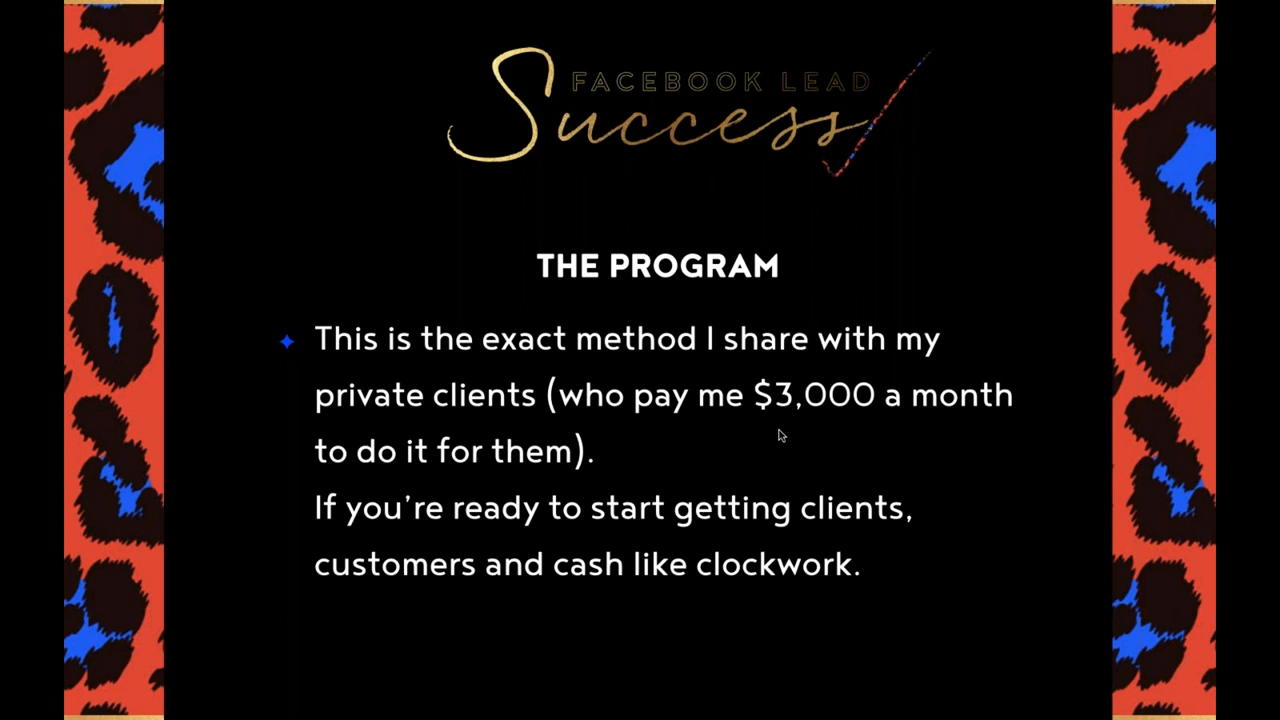 FACEBOOK LEAD
Success
THE PROGRAM
This is the exact method I share with my
private clients (who pay me $3,000 a month
to do it for them).
If you're ready to start getting clients,
customers and cash like clockwork.